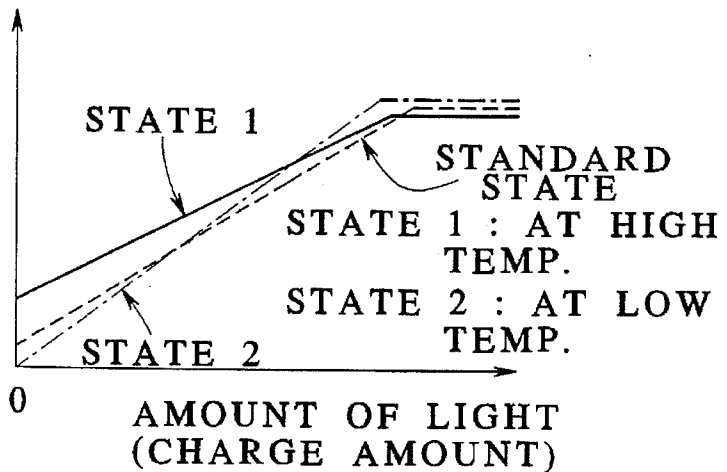 STATE 1
STANDARD
STATE
STATE 1 : AT HIGH
TEMP.
STATE 2 : AT LOW
TEMP.
STATE 2
0
AMOUNT OF LIGHT
(CHARGE AMOUNT)